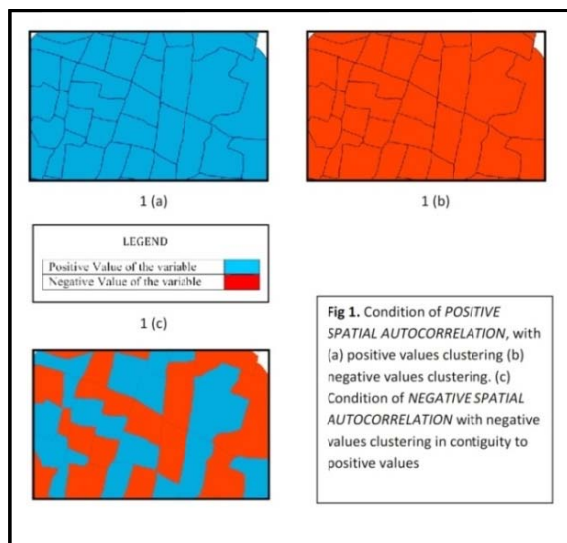 1 (a)
1 (b)
LEGEND
Positive Value of the variable
Negative Value of the variable
1 (c)
Fig 1. Condition of POSITIVE
SPATIAL AUTOCORRELATION, with
(a) positive values clustering (b)
negative values clustering. (c)
Condition of NEGATIVE SPATIAL
AUTOCORRELATION with negative
values clustering in contiguity to
positive values